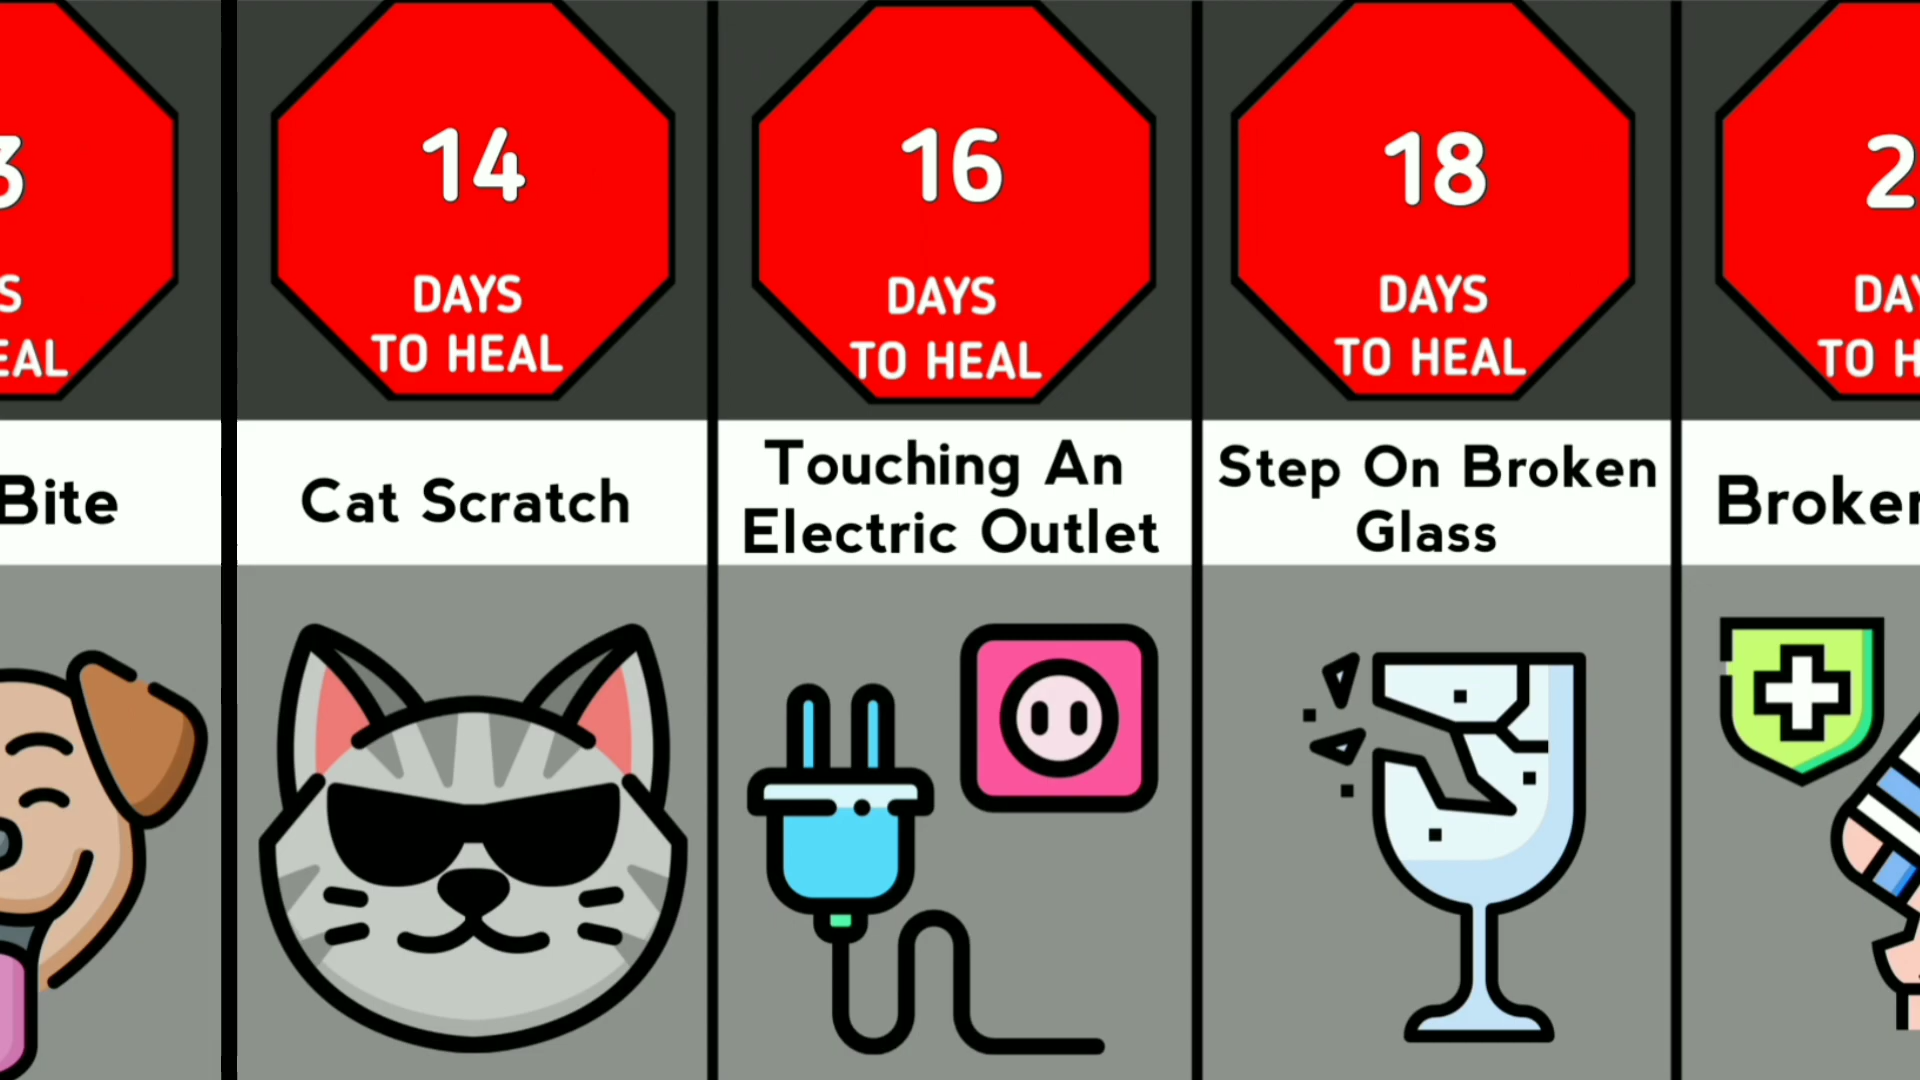 14
DAYS
TO HEAL
Cat Scratch
16
DAYS
TO HEAL
Touching An
Electric Outlet
18
DAYS
TO HEAL
Step On Broken
Glass
Bite
Broken